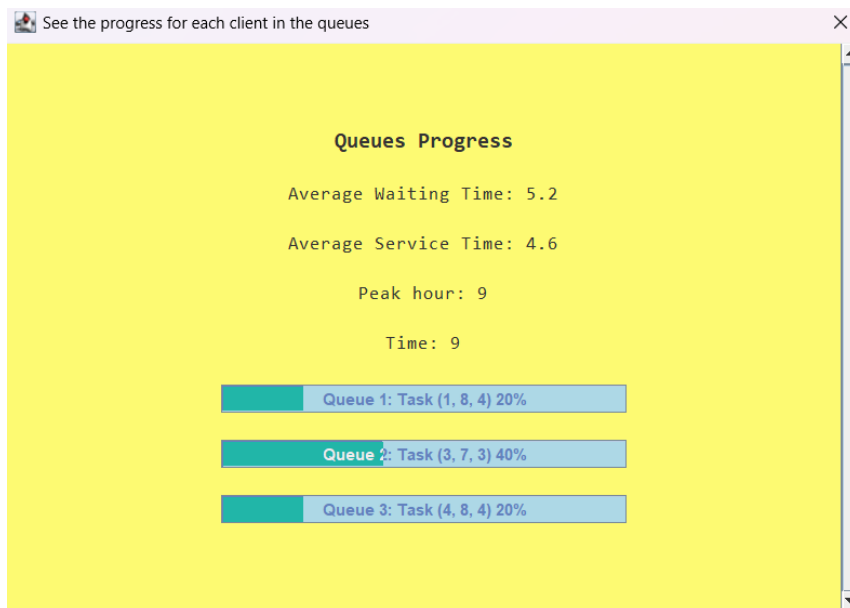 See the progress for each client in the queues
Queues Progress
Average Waiting Time: 5.2
Average Service Time: 4.6
Peak hour: 9
Time: 9
Queue 1: Task (1, 8, 4) 20%
Queue 2: Task (3, 7, 3) 40%
Queue 3: Task (4, 8, 4) 20%